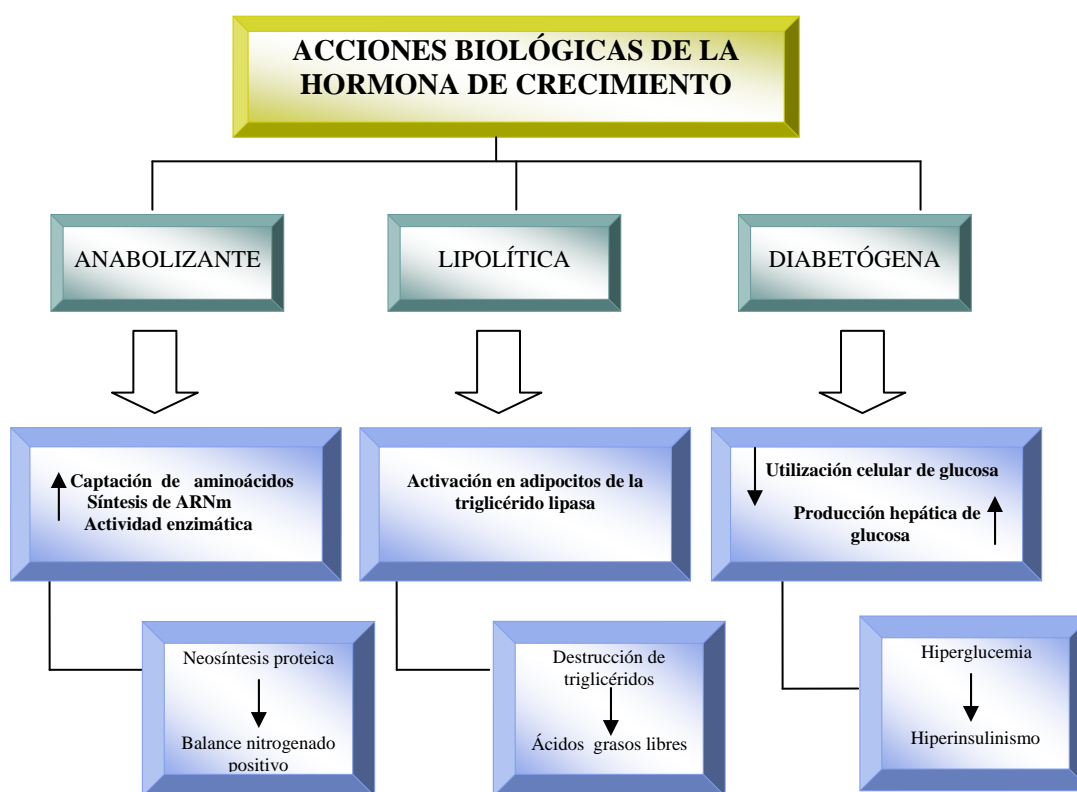 ACCIONES BIOLÓGICAS DE LA
HORMONA DE CRECIMIENTO
ANABOLIZANTE
LIPOLÍTICA
DIABETÓGENA
Captación de aminoácidos
Síntesis de ARNm
Actividad enzimática
Activación en adipocitos de la
triglicérido lipasa
Utilización celular de glucosa
Producción hepática de
glucosa
Neosíntesis proteica
Balance nitrogenado
positivo
Destrucción de
triglicéridos
Ácidos grasos libres
Hiperglucemia
Hiperinsulinismo